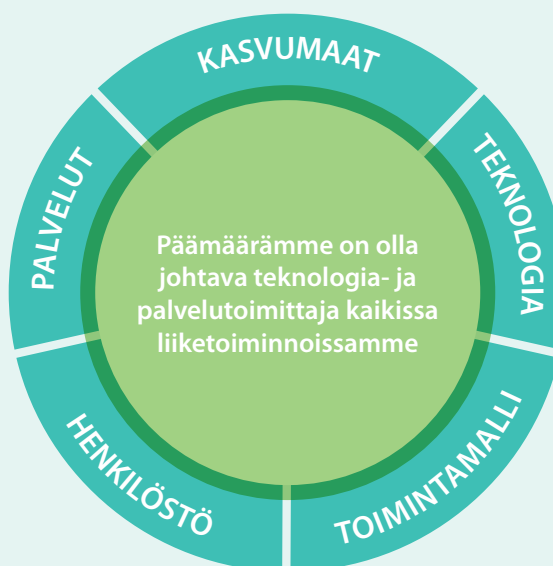 KASVUMAAT
TEKNOLOGIA
TOIMINTAMALLI
HENKILÖSTÖ
PALVELUT
Päämäärämme on olla
johtava teknologia- ja
palvelutoimittaja kaikissa
liiketoiminnoissamme